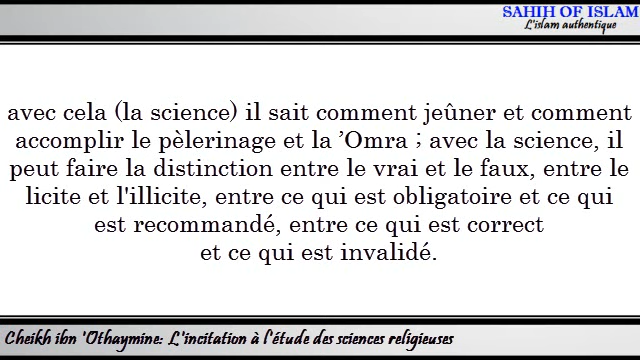 SAHIH OF ISLAM
L'islam authentique
avec cela (la science) il sait comment jeûner et comment
accomplir le pèlerinage et la ’Omra ; avec la science, il
peut faire la distinction entre le vrai et le faux, entre le
licite et l'illicite, entre ce qui est obligatoire et ce qui
est recommandé, entre ce qui est correct
et ce qui est invalidé.
Cheikh ibn 'Othaymine: L'incitation à l'étude des sciences religieuses